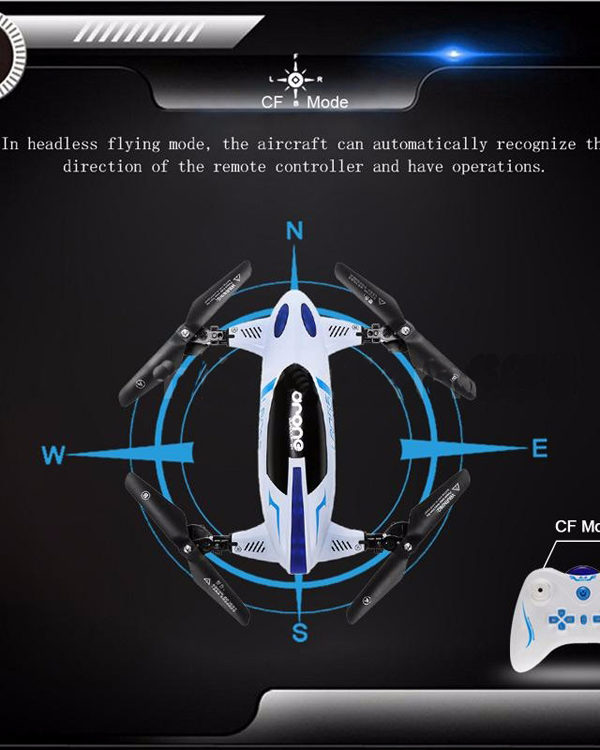 F
L R
B
CF Mode
In headless flying mode, the aircraft can automatically recognize th
direction of the remote controller and have operations.
N
W E
S
CF Mo